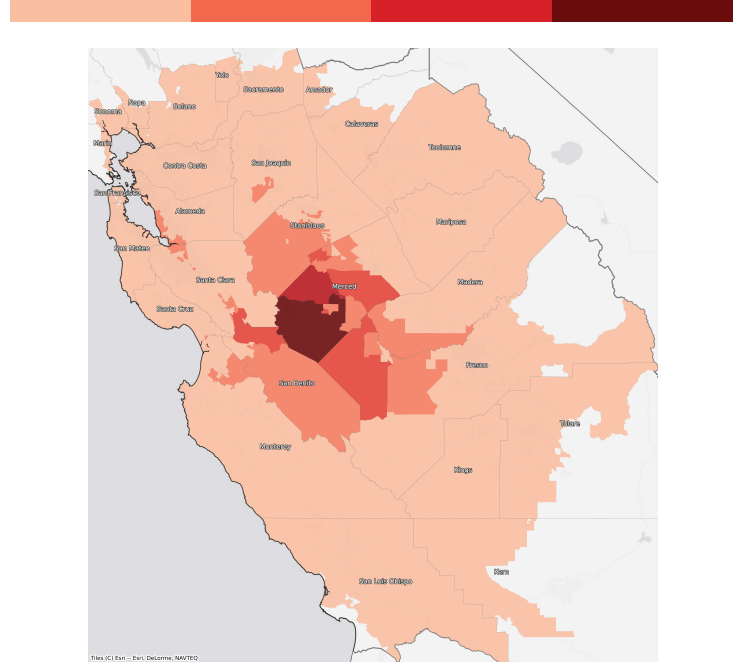 Yolo
Sacramento
Amador
Napa
Sonoma
Solano
Calaveras
Marin
Tuolumne
Contra Costa
San Joaquin
San Francisco
Alameda
Stanislaus
Mariposa
San Mateo
Santa Clara
Merced
Madera
Santa Cruz
Fresno
San Benito
Tulare
Monterey
Kings
Kern
San Luis Obispo
Tiles (C) Esri -- Esri, DeLorme, NAVTEQ